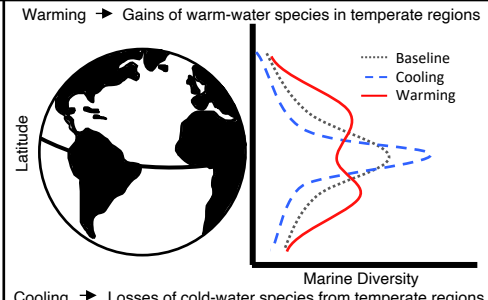 Warming → Gains of warm-water species in temperate regions
Baseline
Cooling
Warming
Latitude
Marine Diversity
Cooling → Losses of cold-water species from temperate regions